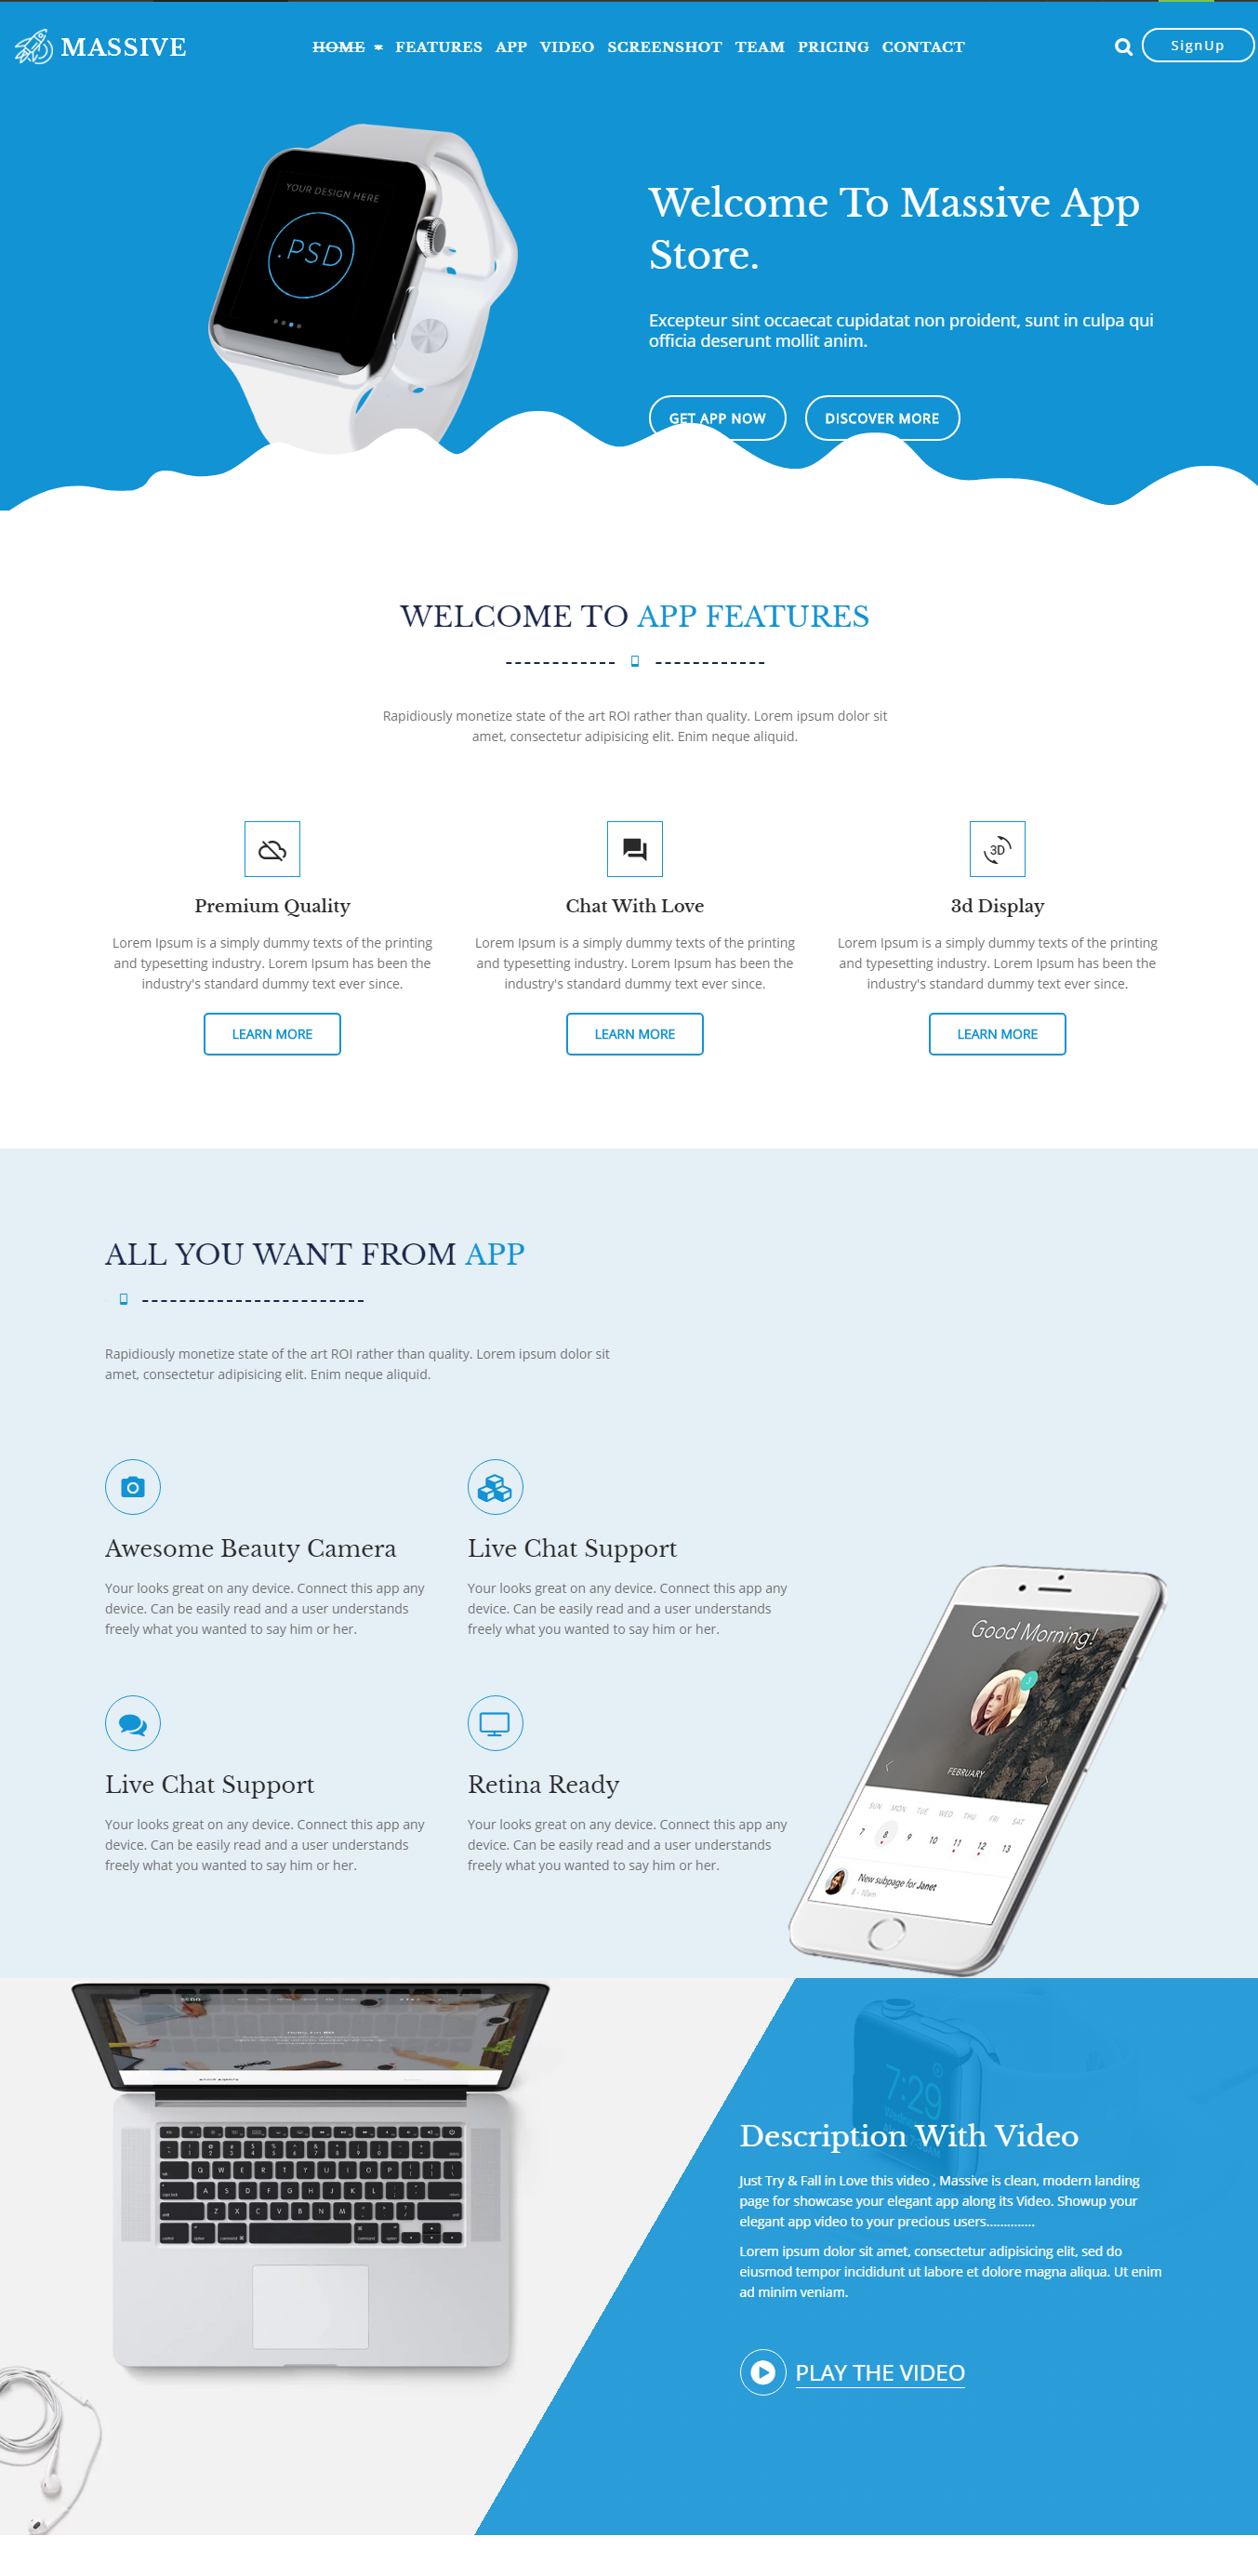 MASSIVE
HOME FEATURES APP VIDEO SCREENSHOT TEAM PRICING CONTACT
SignUp
YOUR DESIGN HERE
.PSD
Welcome To Massive App
Store.
Excepteur sint occaecat cupidatat non proident, sunt in culpa qui
officia deserunt mollit anim.
GET APP NOW
DISCOVER MORE
WELCOME TO APP FEATURES
Rapidiously monetize state of the art ROI rather than quality. Lorem ipsum dolor sit
amet, consectetur adipisicing elit. Enim neque aliquid.
3D
Premium Quality
Lorem Ipsum is a simply dummy texts of the printing
and typesetting industry. Lorem Ipsum has been the
industry's standard dummy text ever since.
LEARN MORE
Chat With Love
Lorem Ipsum is a simply dummy texts of the printing
and typesetting industry. Lorem Ipsum has been the
industry's standard dummy text ever since.
LEARN MORE
3d Display
Lorem Ipsum is a simply dummy texts of the printing
and typesetting industry. Lorem Ipsum has been the
industry's standard dummy text ever since.
LEARN MORE
ALL YOU WANT FROM APP
Rapidiously monetize state of the art ROI rather than quality. Lorem ipsum dolor sit
amet, consectetur adipisicing elit. Enim neque aliquid.
Awesome Beauty Camera
Your looks great on any device. Connect this app any
device. Can be easily read and a user understands
freely what you wanted to say him or her.
Live Chat Support
Your looks great on any device. Connect this app any
device. Can be easily read and a user understands
freely what you wanted to say him or her.
Live Chat Support
Your looks great on any device. Connect this app any
device. Can be easily read and a user understands
freely what you wanted to say him or her.
Retina Ready
Your looks great on any device. Connect this app any
device. Can be easily read and a user understands
freely what you wanted to say him or her.
Good Morning!
3
FEBRUARY
SUN MON TUE WED THU FRI SAT
7 8 9 10 11 12 13
New subpage for Janet
8 - 10am
7:29
Description With Video
Just Try & Fall in Love this video , Massive is clean, modern landing
page for showcase your elegant app along its Video. Showup your
elegant app video to your precious users..............
Lorem ipsum dolor sit amet, consectetur adipisicing elit, sed do
eiusmod tempor incididunt ut labore et dolore magna aliqua. Ut enim
ad minim veniam.
PLAY THE VIDEO